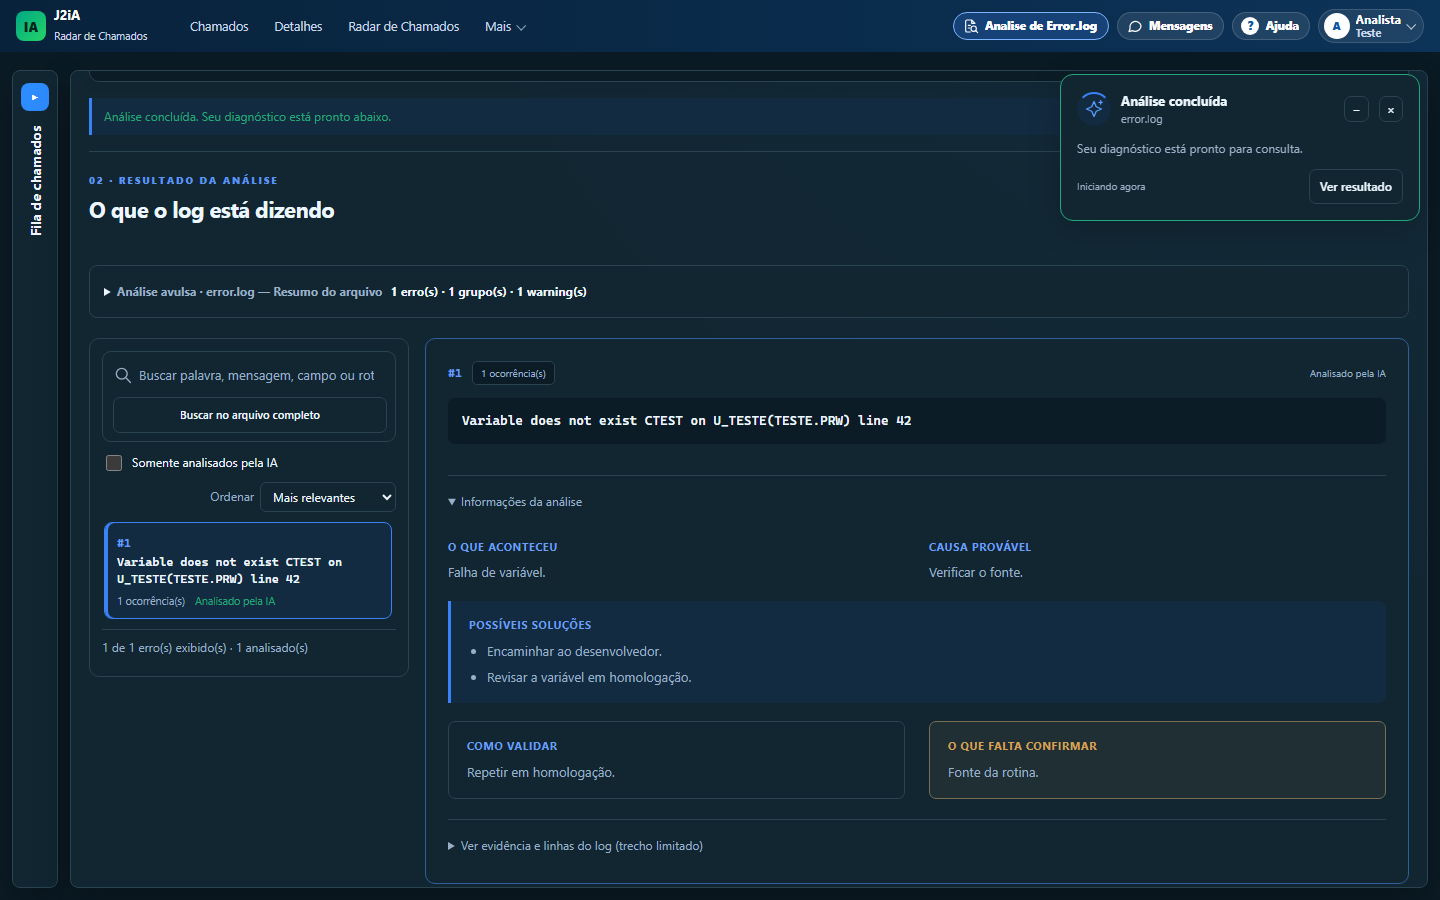 IA
J2iA
Radar de Chamados
Chamados
Detalhes
Radar de Chamados
Mais
Analise de Error.log
Mensagens
? Ajuda
A
Analista
Teste
Fila de chamados
Análise concluída. Seu diagnóstico está pronto abaixo.
Análise concluída
error.log
–
×
Seu diagnóstico está pronto para consulta.
Iniciando agora
Ver resultado
02 · RESULTADO DA ANÁLISE
O que o log está dizendo
Análise avulsa · error.log — Resumo do arquivo 1 erro(s) · 1 grupo(s) · 1 warning(s)
Buscar palavra, mensagem, campo ou rot
Buscar no arquivo completo
Somente analisados pela IA
Ordenar
Mais relevantes
#1
Variable does not exist CTEST on
U_TESTE(TESTE.PRW) line 42
1 ocorrência(s) Analisado pela IA
1 de 1 erro(s) exibido(s) · 1 analisado(s)
#1
1 ocorrência(s)
Analisado pela IA
Variable does not exist CTEST on U_TESTE(TESTE.PRW) line 42
Informações da análise
O QUE ACONTECEU
Falha de variável.
CAUSA PROVÁVEL
Verificar o fonte.
POSSÍVEIS SOLUÇÕES
• Encaminhar ao desenvolvedor.
• Revisar a variável em homologação.
COMO VALIDAR
Repetir em homologação.
O QUE FALTA CONFIRMAR
Fonte da rotina.
Ver evidência e linhas do log (trecho limitado)